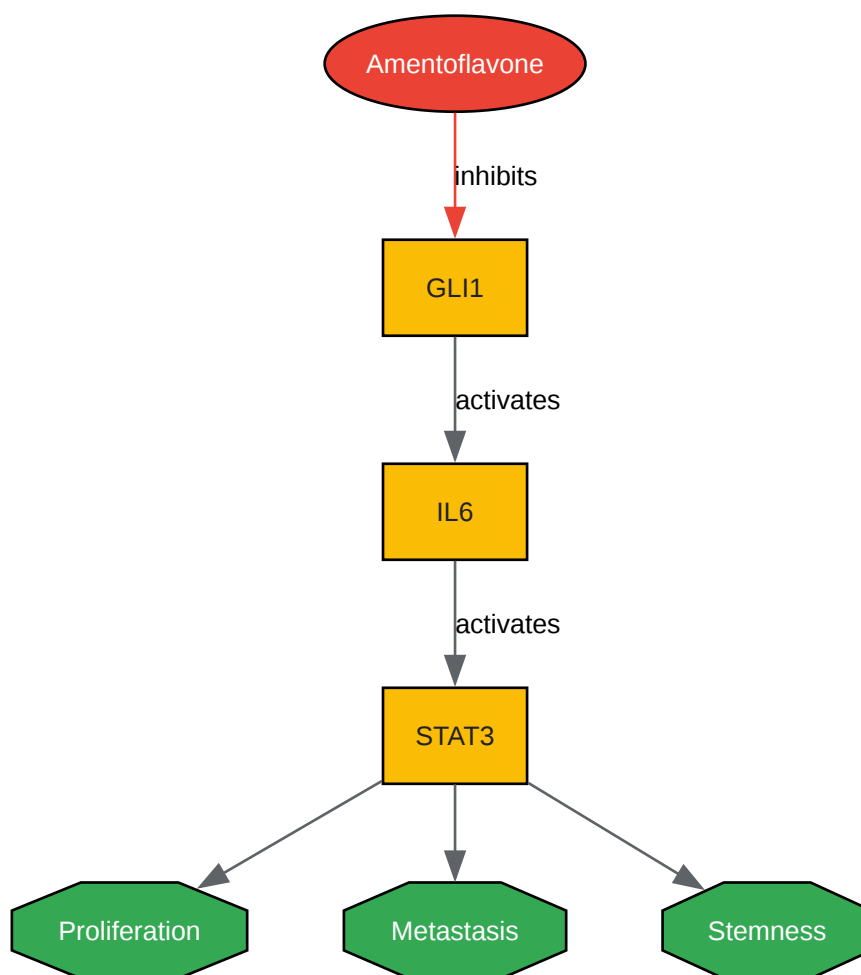 Amentoflavone
inhibits
GLI1
activates
IL6
activates
STAT3
Proliferation
Metastasis
Stemness